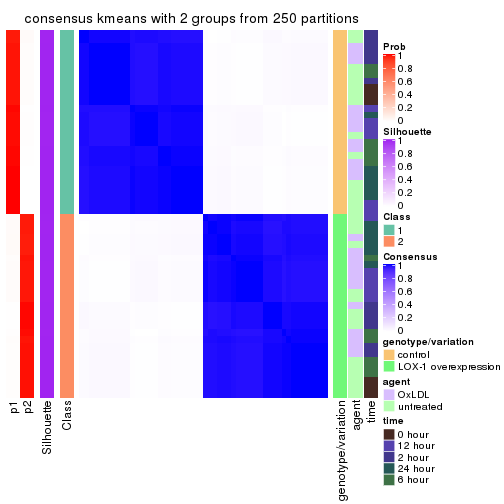 consensus kmeans with 2 groups from 250 partitions
p1
p2
Silhouette
Class
genotype/variation
agent
time
Prob
1
0.8
0.6
0.4
0.2
0
Silhouette
1
0.8
0.6
0.4
0.2
0
Class
1
2
Consensus
1
0.8
0.6
0.4
0.2
0
genotype/variation
control
LOX-1 overexpression
agent
OxLDL
untreated
time
0 hour
12 hour
2 hour
24 hour
6 hour